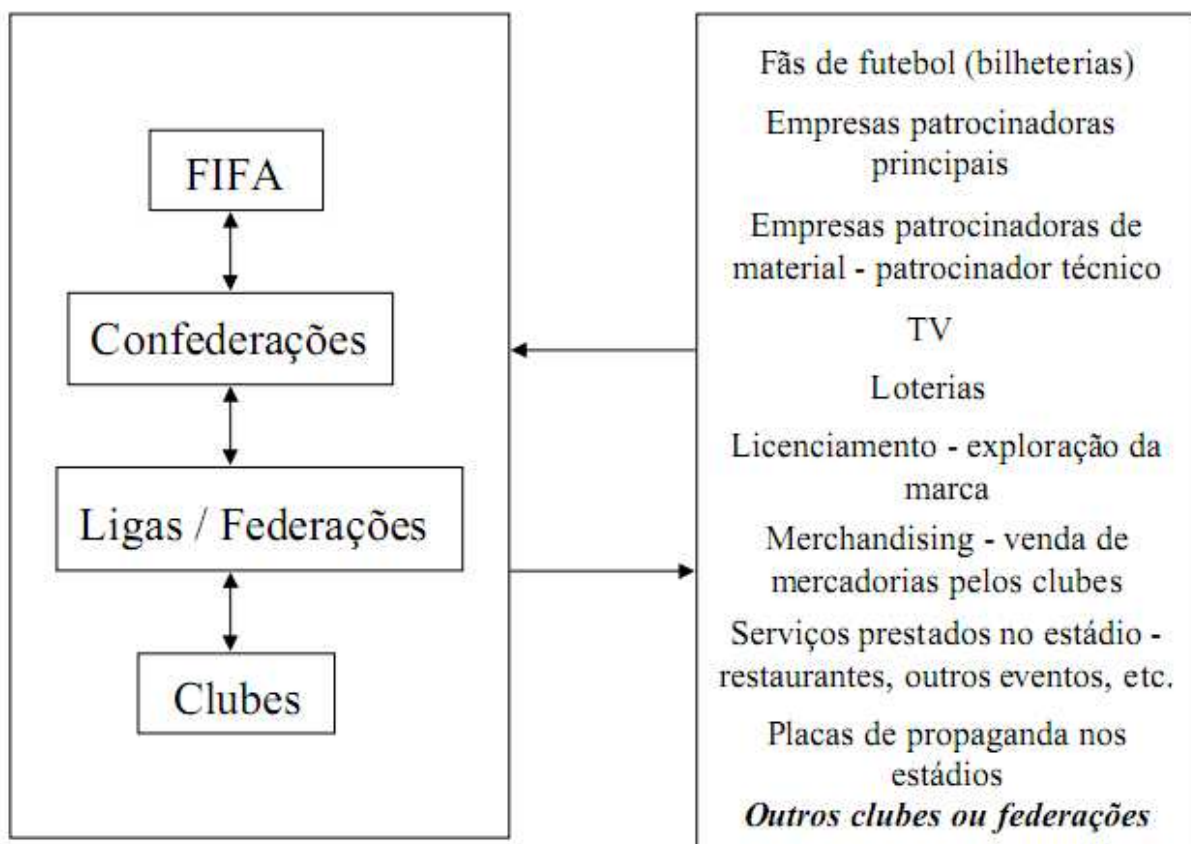 FIFA
Confederações
Ligas / Federações
Clubes
Fãs de futebol (bilheterias)
Empresas patrocinadoras
principais
Empresas patrocinadoras de
material - patrocinador técnico
TV
Loterias
Licenciamento - exploração da
marca
Merchandising - venda de
mercadorias pelos clubes
Serviços prestados no estádio -
restaurantes, outros eventos, etc.
Placas de propaganda nos
estádios
Outros clubes ou federações